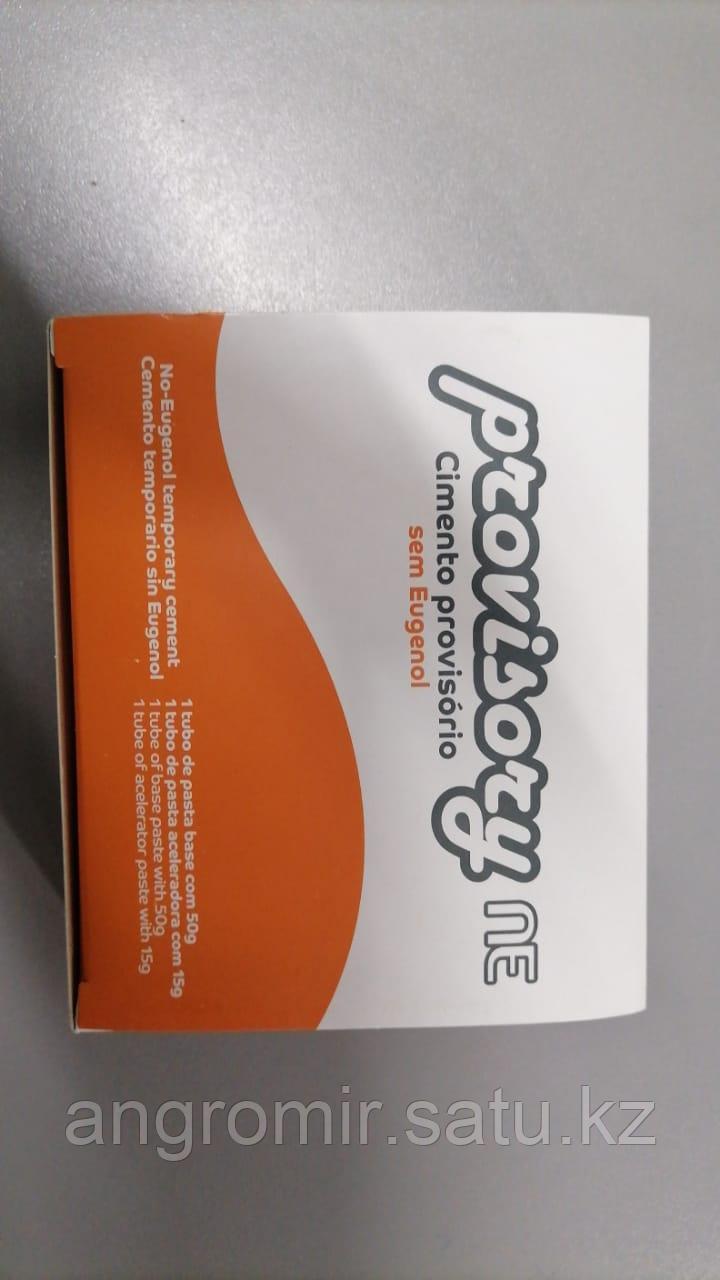 provisory NE
Cimento provisório
sem Eugenol
No-Eugenol temporary cement
Cemento temporario sin Eugenol
1 tubo de pasta base com 50g
1 tubo de pasta aceleradora com 15g
1 tube of base paste with 50g
1 tube of acelerator paste with 15g
angromir.satu.kz